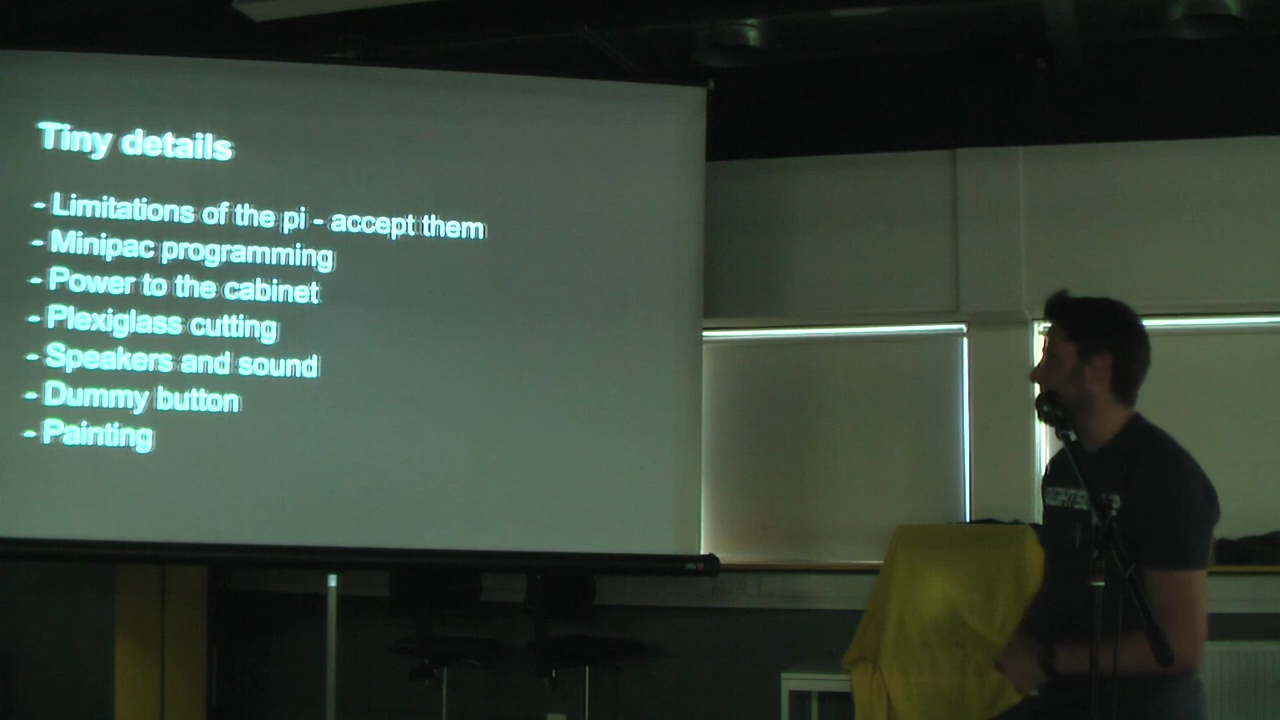 Tiny details
- Limitations of the pi - accept them
- Minipac programming
- Power to the cabinet
- Plexiglass cutting
- Speakers and sound
- Dummy button
- Painting